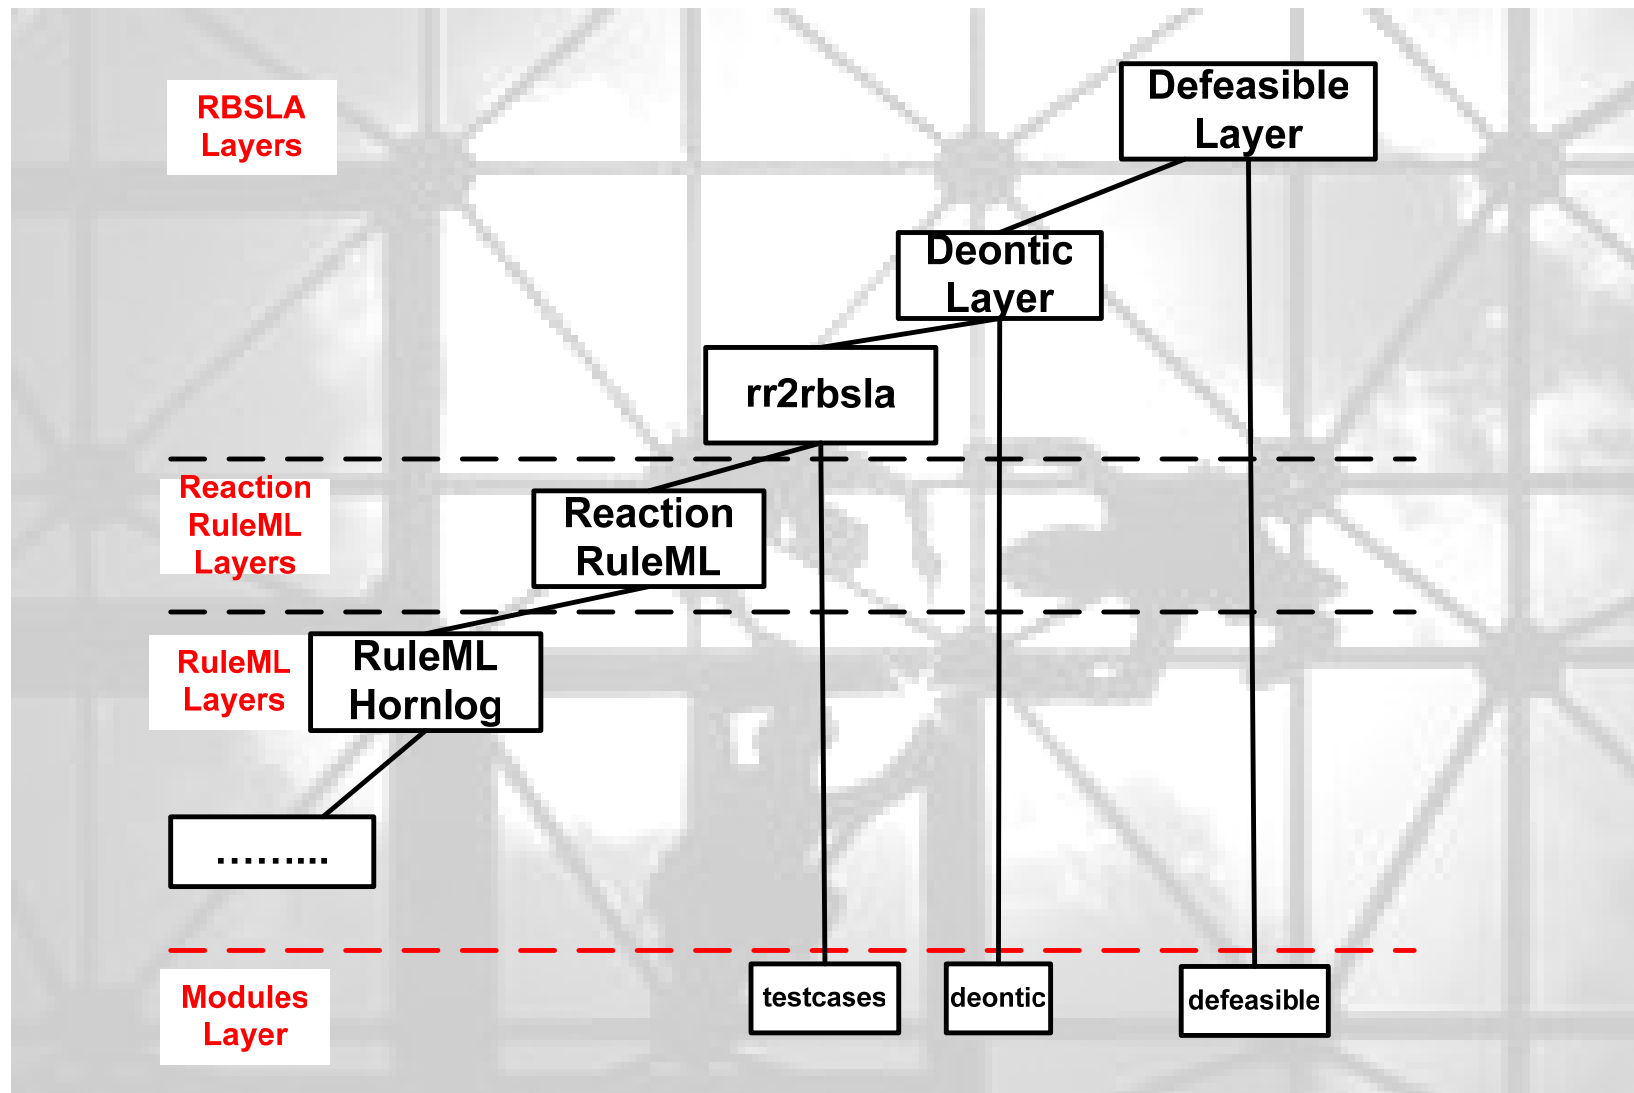 RBSLA
Layers
Defeasible
Layer
Deontic
Layer
rr2rbsla
Reaction
RuleML
Layers
Reaction
RuleML
RuleML
Layers
RuleML
Hornlog
.........
Modules
Layer
testcases
deontic
defeasible